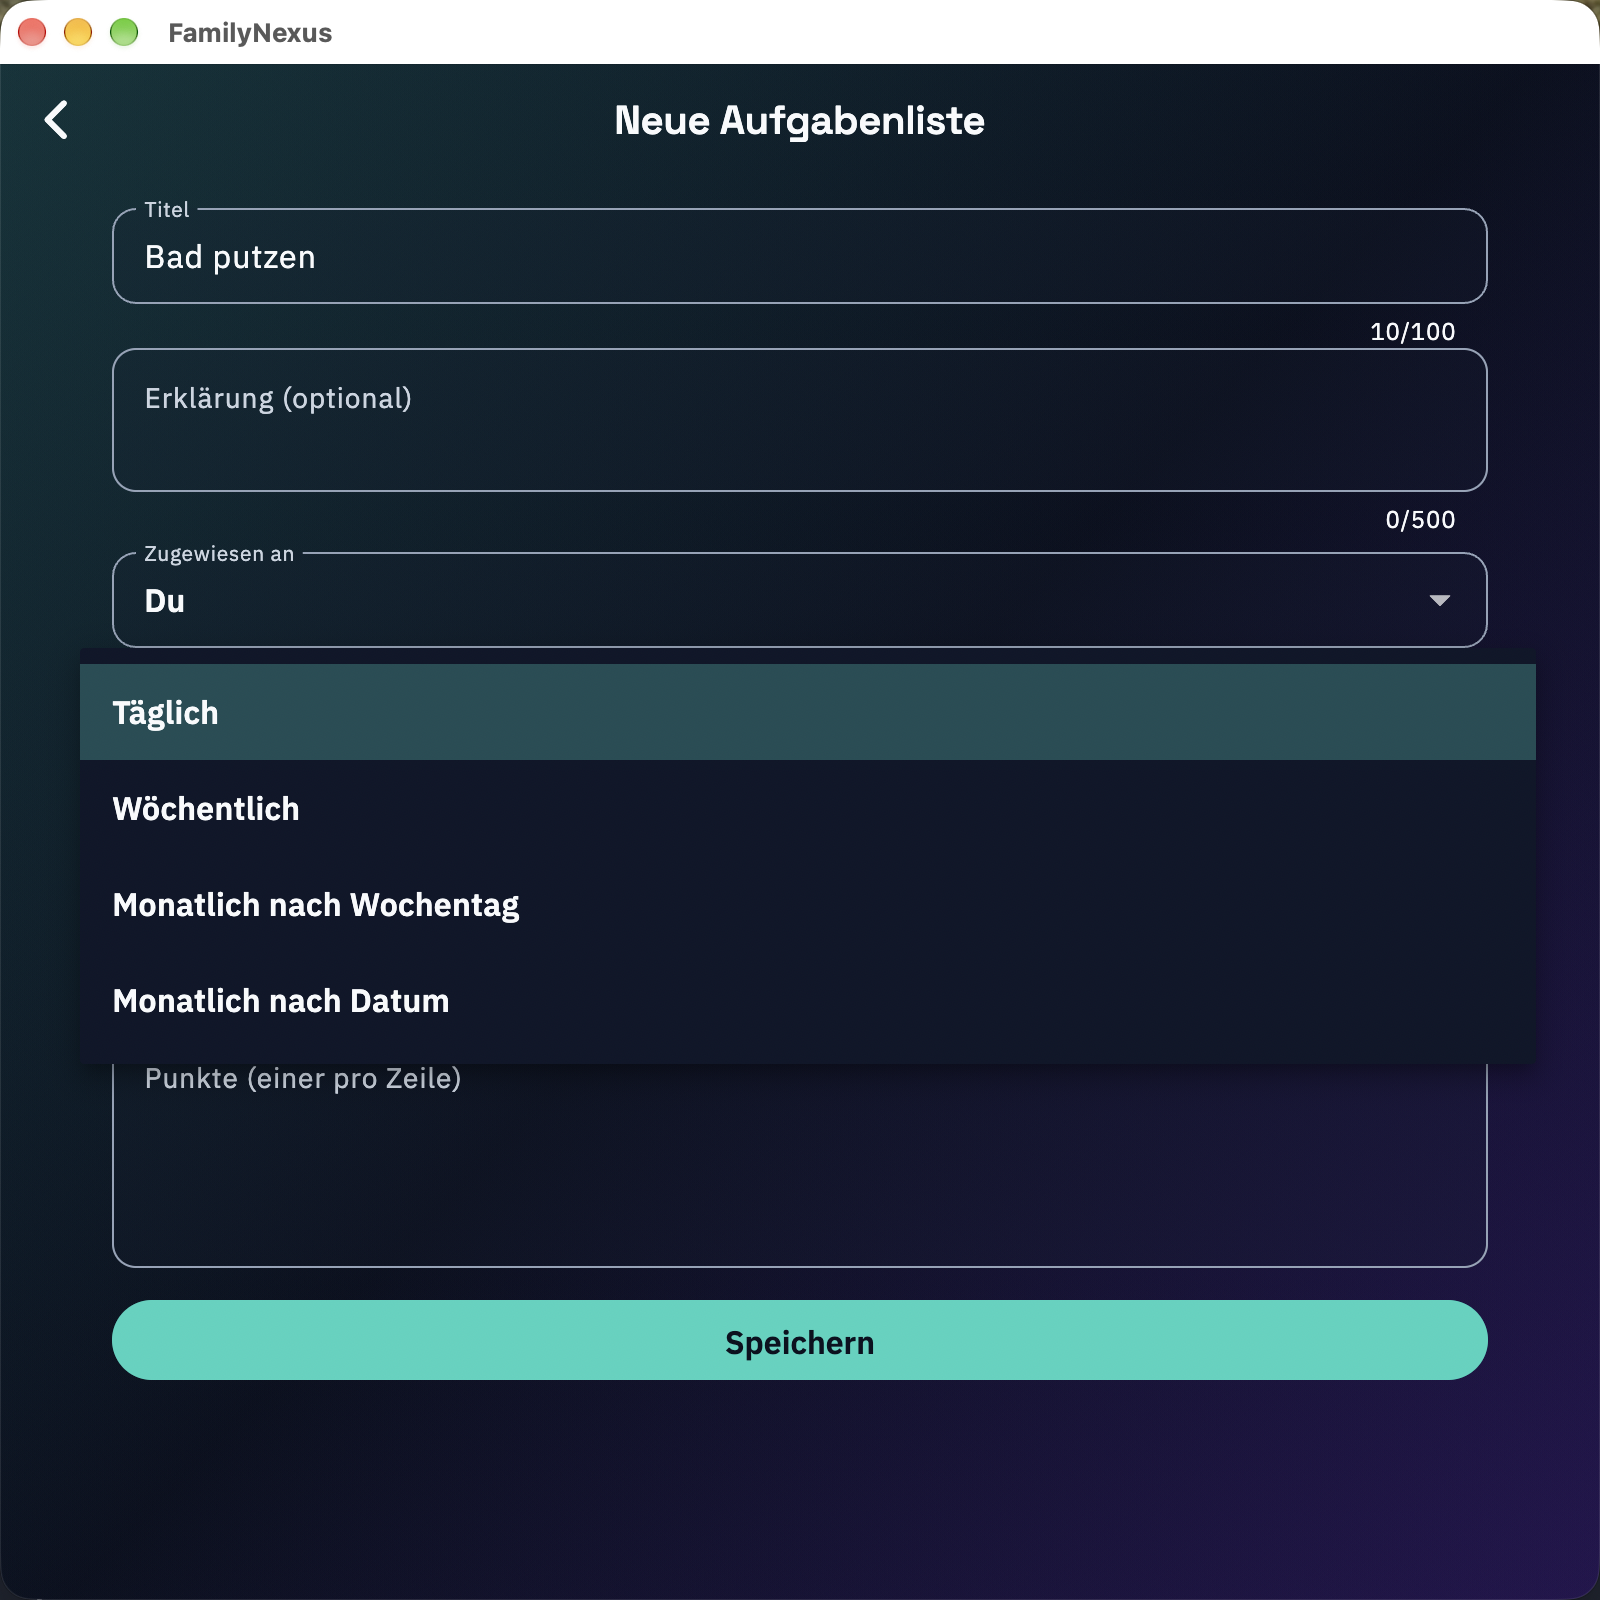 FamilyNexus
Neue Aufgabenliste
Titel
Bad putzen
10/100
Erklärung (optional)
0/500
Zugewiesen an
Du
Täglich
Wöchentlich
Monatlich nach Wochentag
Monatlich nach Datum
Punkte (einer pro Zeile)
Speichern